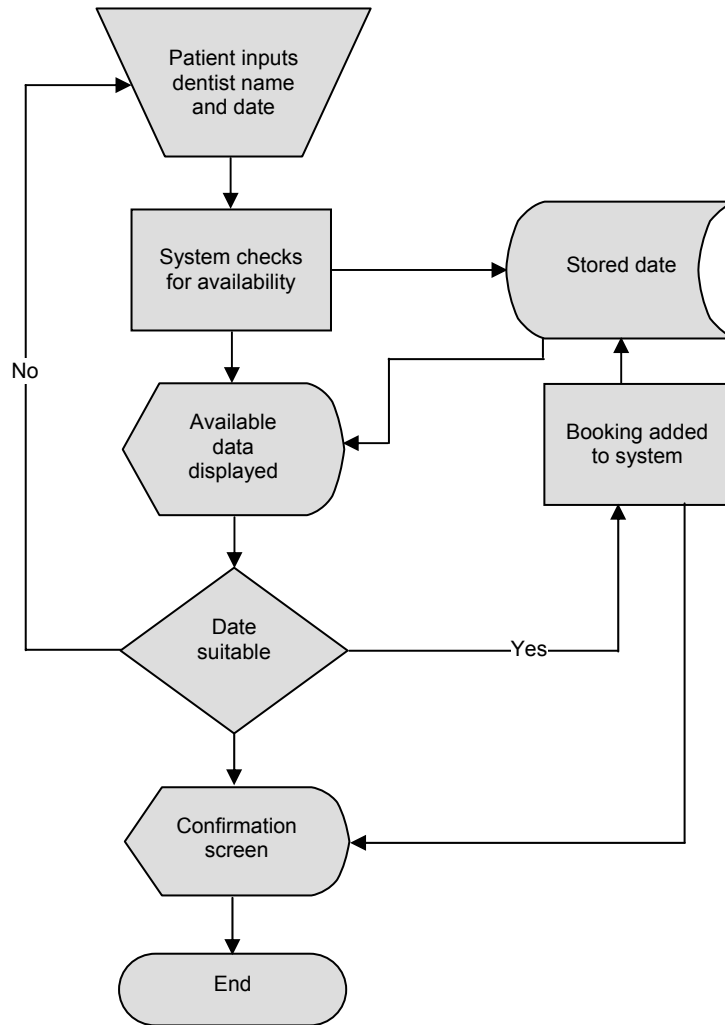 Patient inputs
dentist name
and date
System checks
for availability
Stored date
No
Available
data
displayed
Booking added
to system
Date
suitable
Yes
Confirmation
screen
End